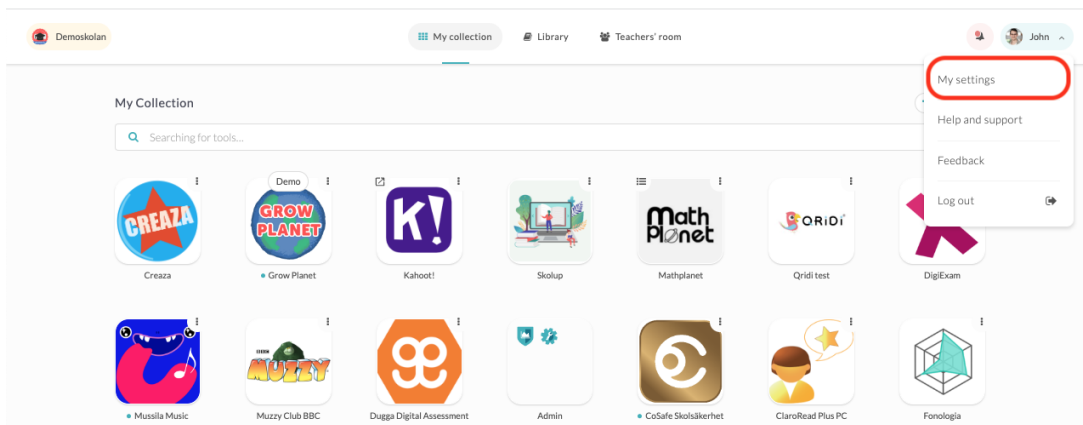 Demoskolan
My collection
Library
Teachers' room
John
My settings
Help and support
Feedback
Log out
My Collection
Searching for tools...
CREAZA
Creaza
Demo
GROW
PLANET
Grow Planet
K!
Kahoot!
Skolup
Math
Planet
Mathplanet
QRIDI
Qridi test
DigiExam
Mussila Music
BBC
MUZZY
Muzzy Club BBC
Dugga Digital Assessment
Admin
CoSafe Skolsäkerhet
ClaroRead Plus PC
Fonologia